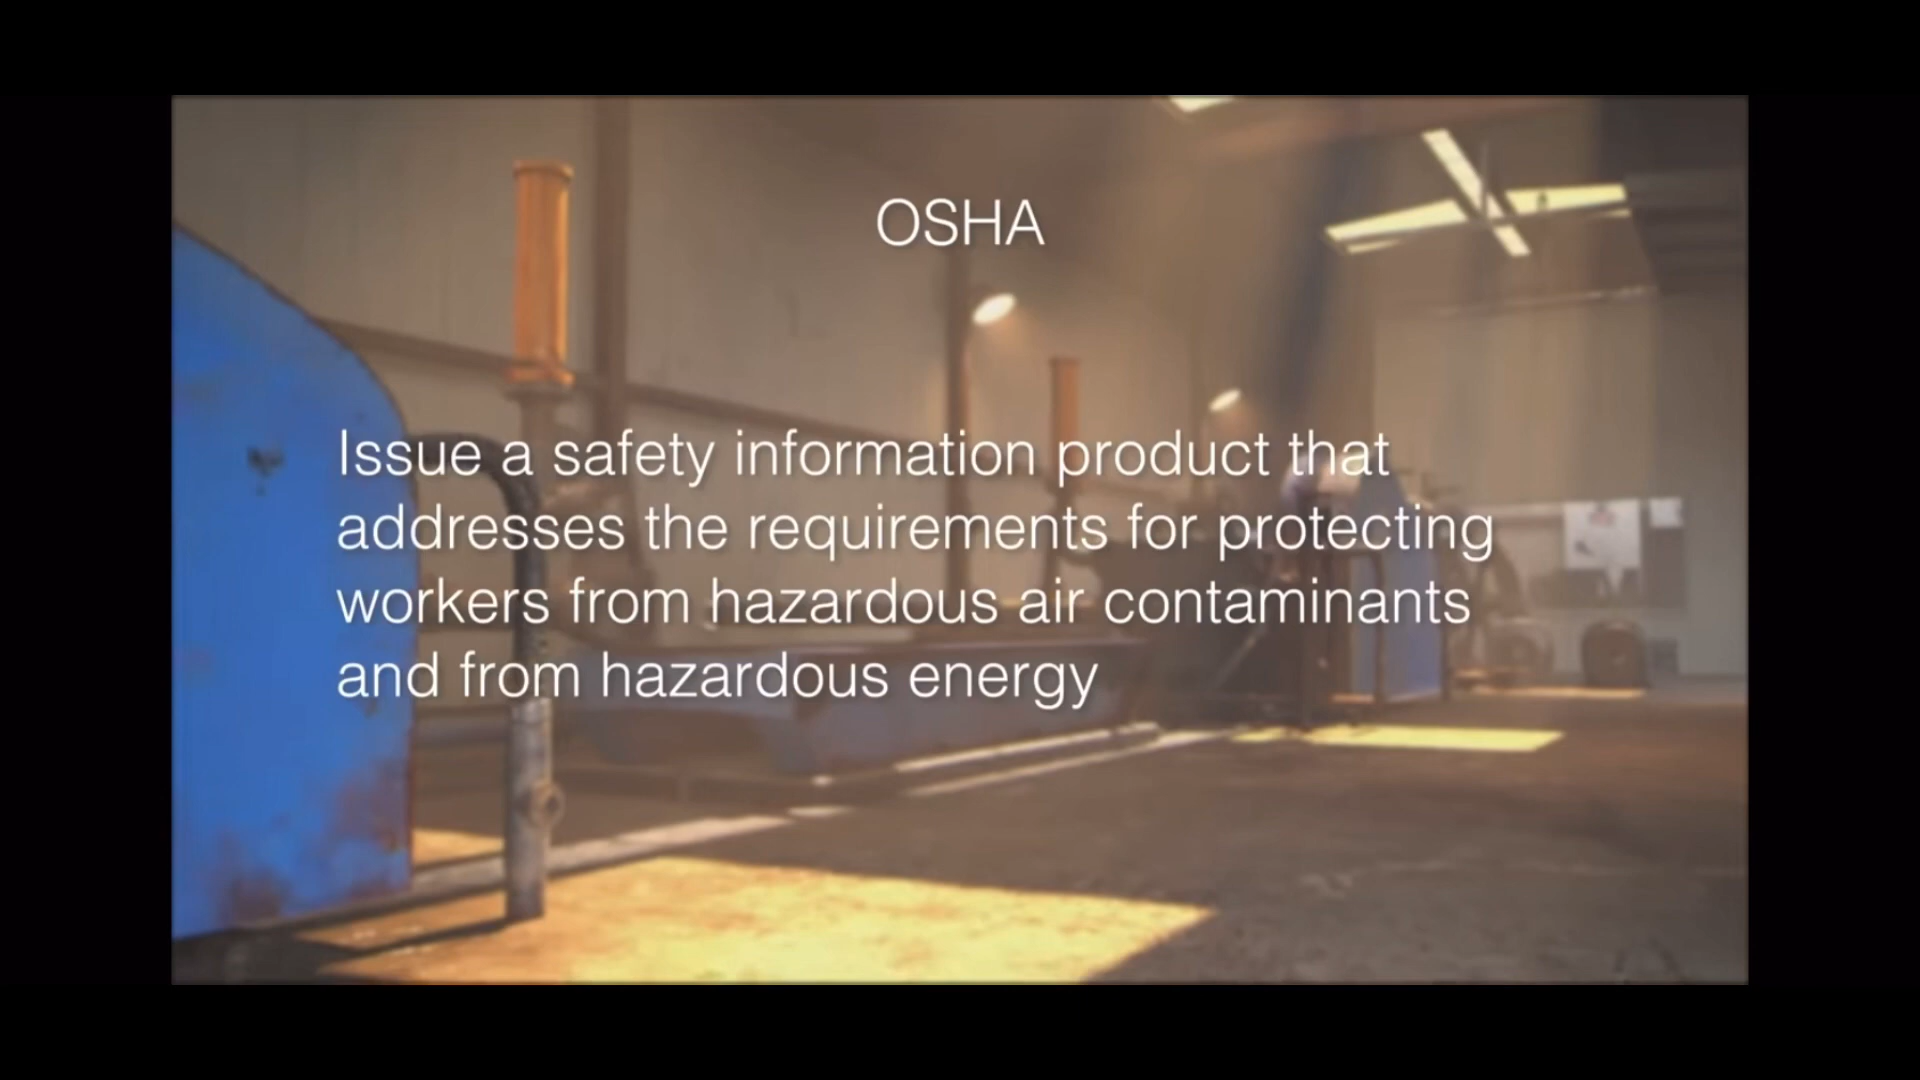 OSHA
Issue a safety information product that
addresses the requirements for protecting
workers from hazardous air contaminants
and from hazardous energy